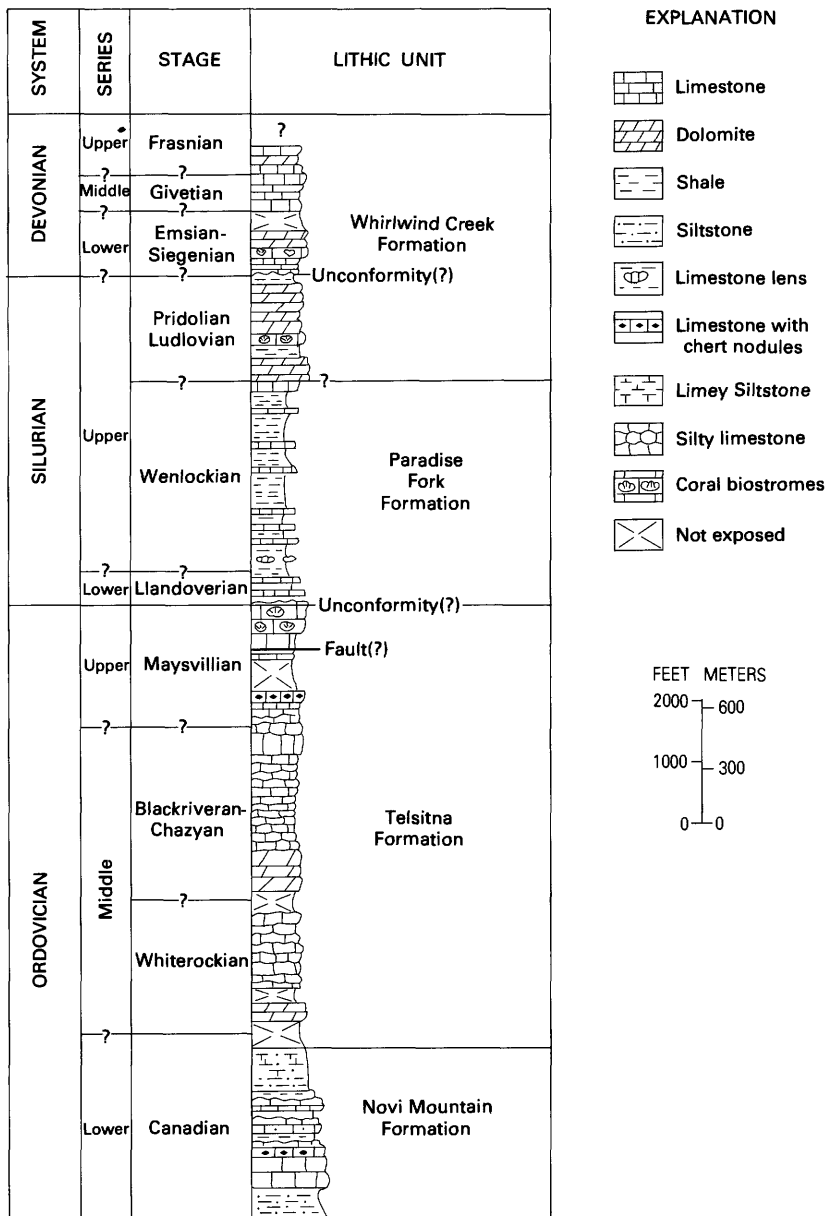 SYSTEM
SERIES
STAGE
LITHIC UNIT
DEVONIAN
Upper
Frasnian
?
?
?
Middle
Givetian
?
?
Lower
Emsian-
Siegenian
Whirlwind Creek
Formation
?
?
Unconformity(?)
SILURIAN
Upper
Pridolian
Ludlovian
?
?
Wenlockian
Paradise
Fork
Formation
?
?
Lower
Llandoverian
Unconformity(?)
ORDOVICIAN
Upper
Maysvillian
Fault(?)
?
?
Middle
Blackriveran-
Chazyan
Telsitna
Formation
?
Whiterockian
?
Lower
Canadian
Novi Mountain
Formation
EXPLANATION
Limestone
Dolomite
Shale
Siltstone
Limestone lens
Limestone with
chert nodules
Limey Siltstone
Silty limestone
Coral biostromes
Not exposed
FEET METERS
2000 600
1000 300
0 0